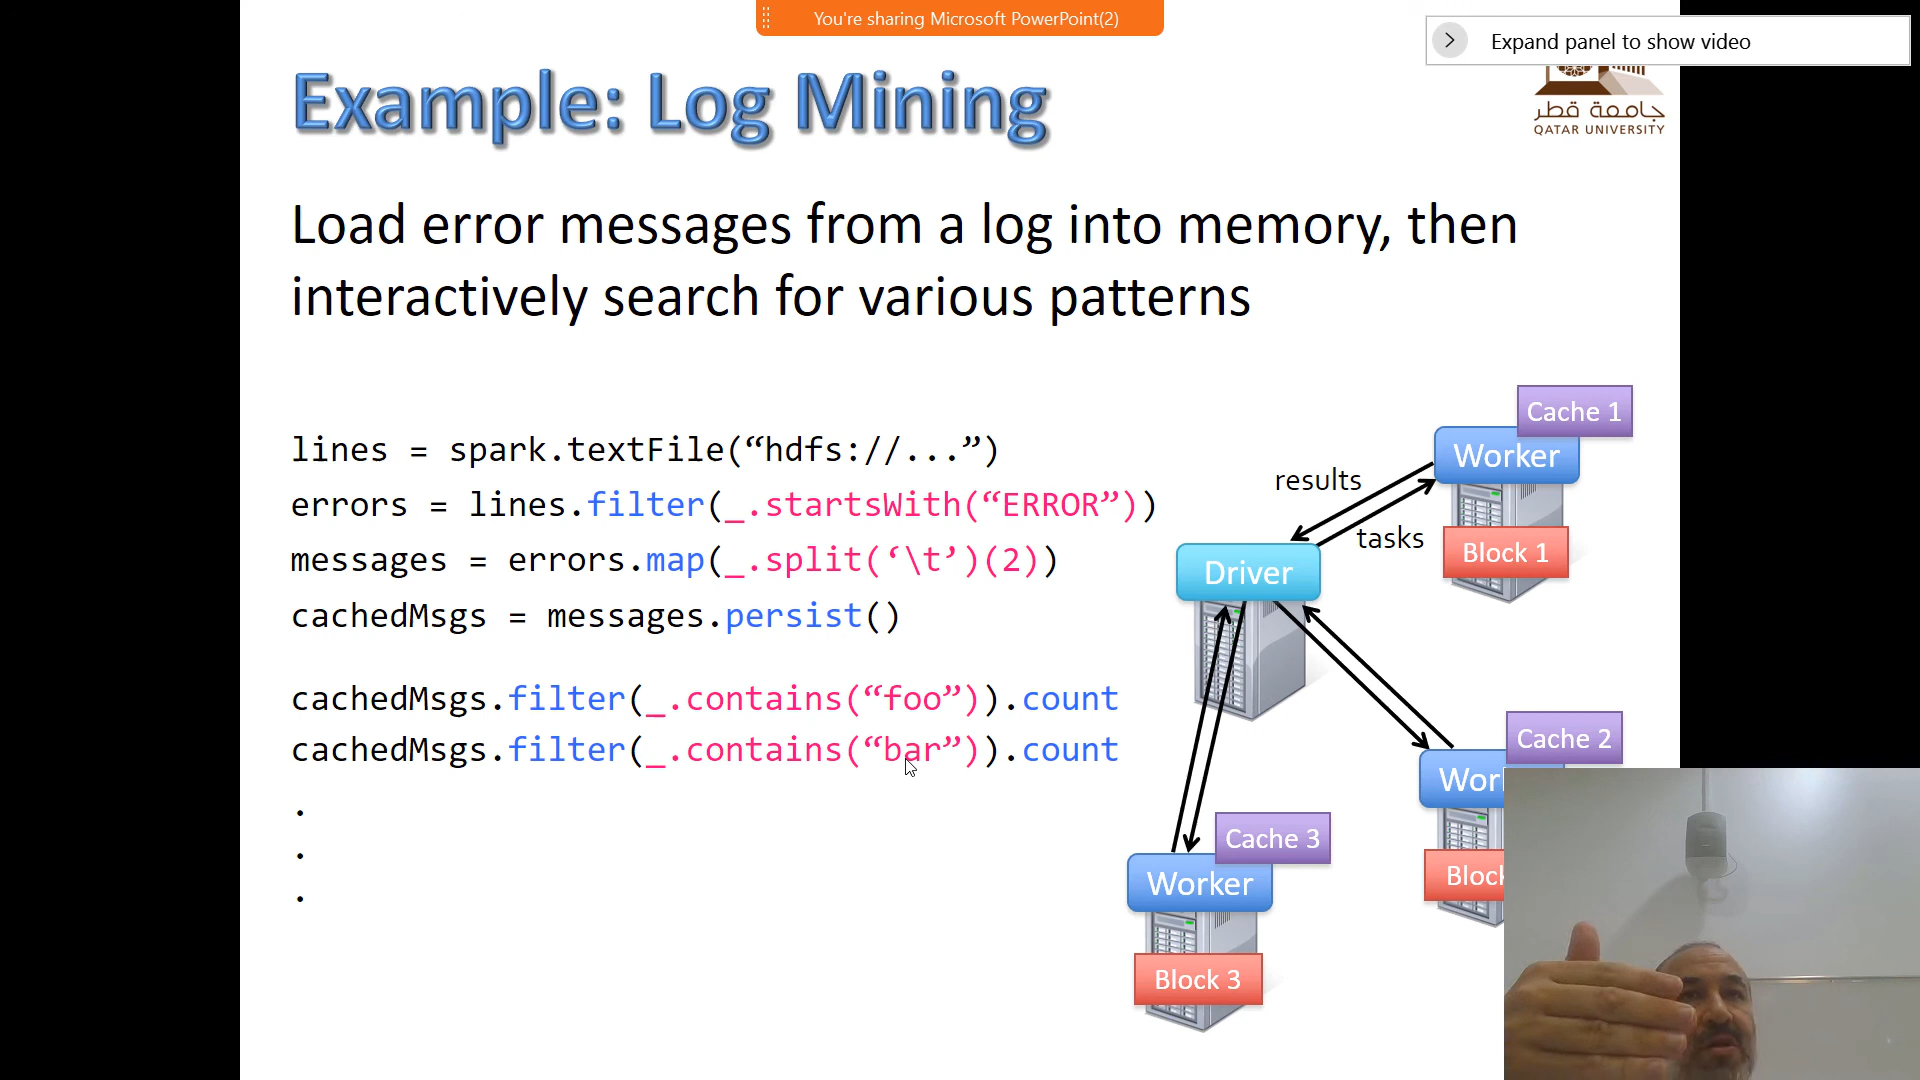 You're sharing Microsoft PowerPoint(2)
Expand panel to show video
Example: Log Mining
جامعة قطر
QATAR UNIVERSITY
Load error messages from a log into memory, then
interactively search for various patterns
lines = spark.textFile(“hdfs://...”)
errors = lines.filter(_.startsWith(“ERROR”))
messages = errors.map(_.split(‘\t’)(2))
cachedMsgs = messages.persist()
cachedMsgs.filter(_.contains(“foo”)).count
cachedMsgs.filter(_.contains(“bar”)).count
.
.
.
Cache 1
Worker
results
tasks
Block 1
Driver
Cache 2
Wor
Bloc
Cache 3
Worker
Block 3